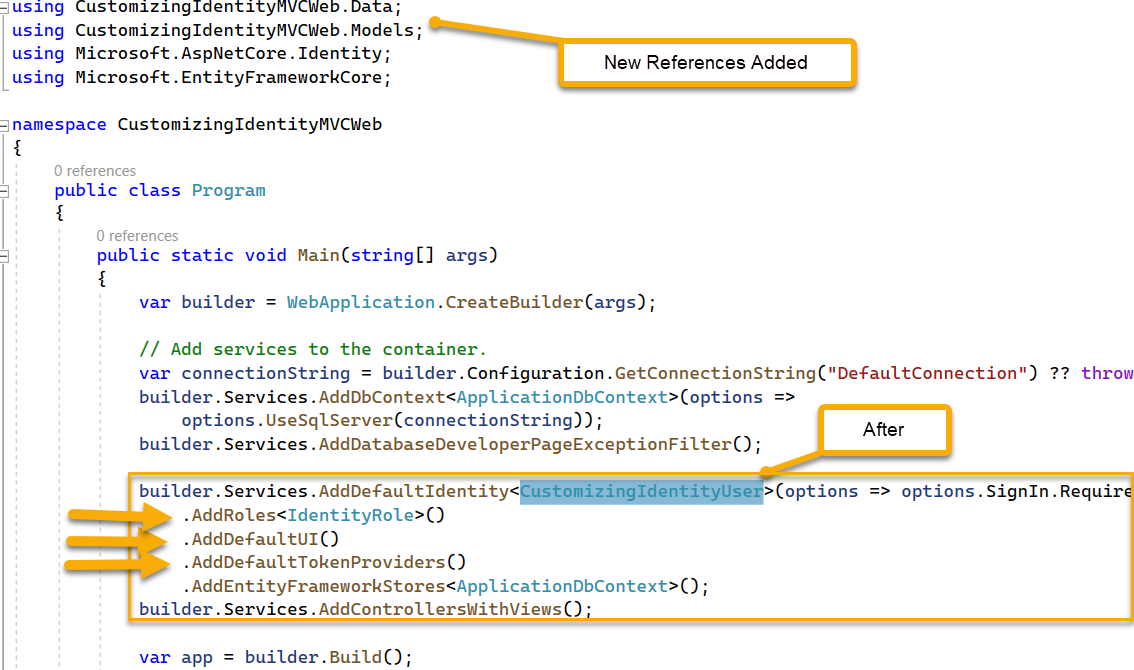 using CustomizingIdentityMVCWeb.Data;
using CustomizingIdentityMVCWeb.Models;
using Microsoft.AspNetCore.Identity;
using Microsoft.EntityFrameworkCore;
New References Added
namespace CustomizingIdentityMVCWeb
{
0 references
public class Program
{
0 references
public static void Main(string[] args)
{
var builder = WebApplication.CreateBuilder(args);
// Add services to the container.
var connectionString = builder.Configuration.GetConnectionString("DefaultConnection") ?? throw
builder.Services.AddDbContext<ApplicationDbContext>(options =>
options.UseSqlServer(connectionString));
builder.Services.AddDatabaseDeveloperPageExceptionFilter();
After
builder.Services.AddDefaultIdentity<CustomizingIdentityUser>(options => options.SignIn.Require
.AddRoles<IdentityRole>()
.AddDefaultUI()
.AddDefaultTokenProviders()
.AddEntityFrameworkStores<ApplicationDbContext>();
builder.Services.AddControllersWithViews();
var app = builder.Build();